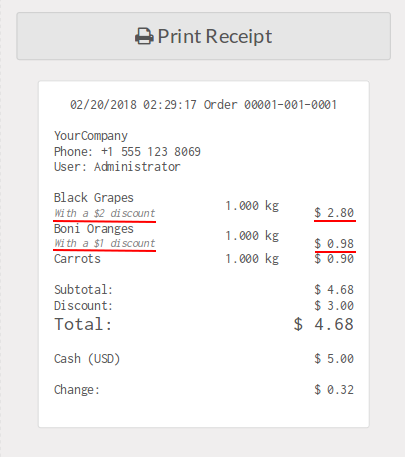 Print Receipt
02/20/2018 02:29:17 Order 00001-001-0001
YourCompany
Phone: +1 555 123 8069
User: Administrator
Black Grapes 1.000 kg $ 2.80
With a $2 discount
Boni Oranges 1.000 kg $ 0.98
With a $1 discount
Carrots 1.000 kg $ 0.90
Subtotal: $ 4.68
Discount: $ 3.00
Total: $ 4.68
Cash (USD) $ 5.00
Change: $ 0.32